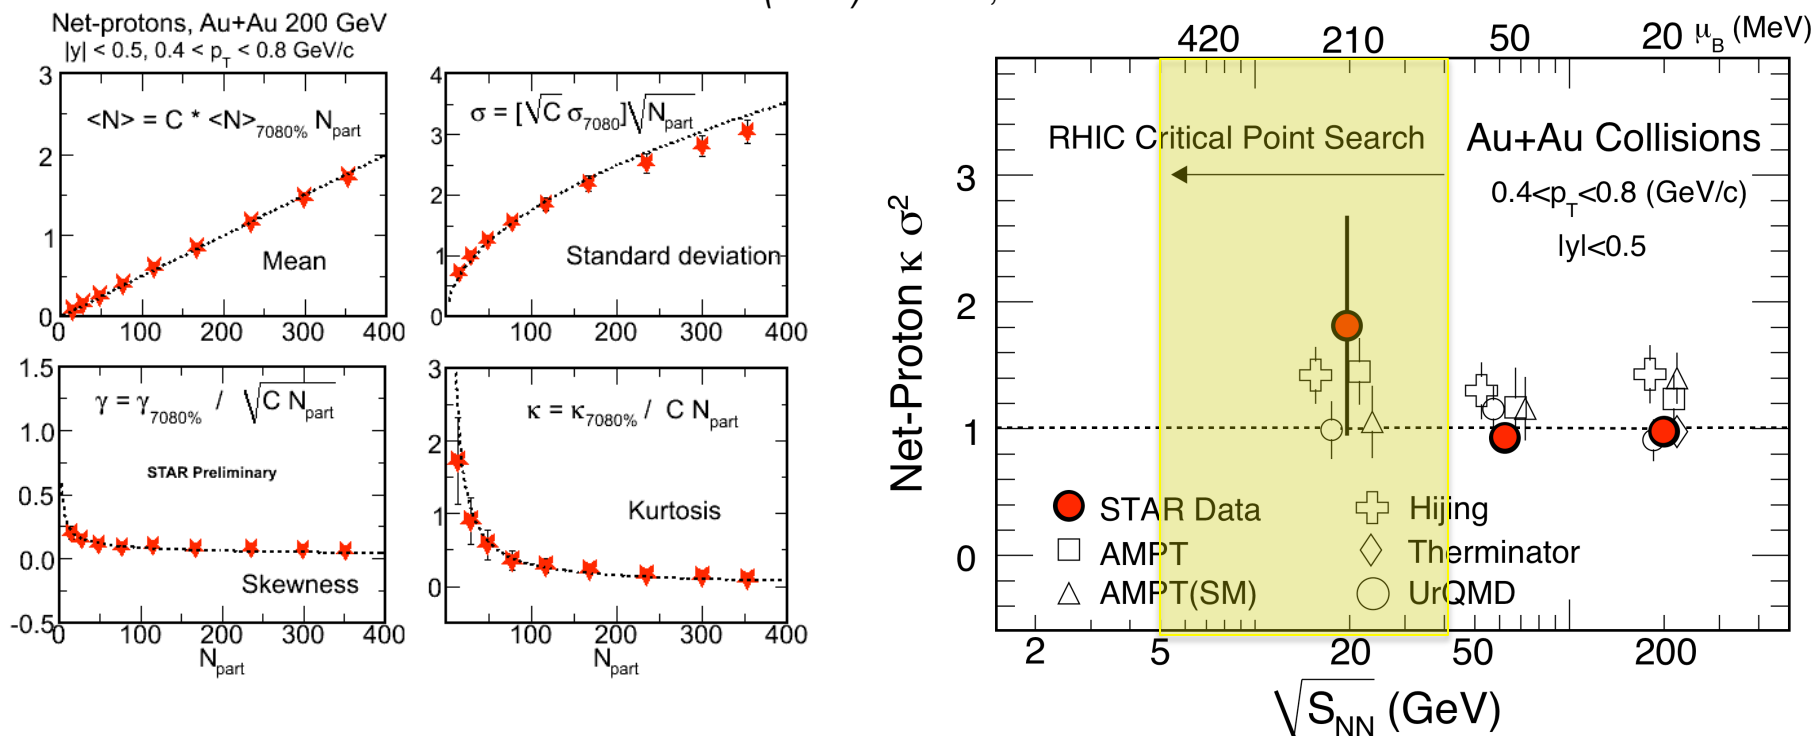 Net-protons, Au+Au 200 GeV
|y| < 0.5, 0.4 < p_T < 0.8 GeV/c
3
2
1
0
<N> = C * <N>_7080% N_part
Mean
0 100 200 300 400
4
3
2
1
0
σ = [√C σ_7080]√N_part
Standard deviation
100 200 300 400
1.5
1.0
0.5
0.0
-0.5
γ = γ_7080% / √C N_part
STAR Preliminary
Skewness
0 100 200 300 400
N_part
3
2
1
0
κ = κ_7080% / C N_part
Kurtosis
100 200 300 400
N_part
420 210 50 20 μ_B (MeV)
RHIC Critical Point Search
Au+Au Collisions
0.4<p_T<0.8 (GeV/c)
|y|<0.5
Net-Proton κ σ²
3
2
1
0
STAR Data
AMPT
AMPT(SM)
Hijing
Therminator
UrQMD
2 5 20 50 200
√S_NN (GeV)